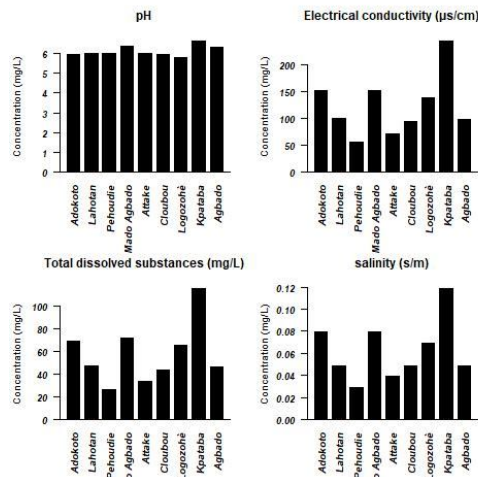 pH
Concentration (mg/L)
6
5
4
3
2
1
0
Adokoto
Lahotan
Pehoudie
Mado Agbado
Attake
Cloubou
Logozohè
Kpataba
Agbado
Electrical conductivity (µs/cm)
Concentration (mg/L)
200
150
100
50
0
Adokoto
Lahotan
Pehoudie
Mado Agbado
Attake
Cloubou
Logozohè
Kpataba
Agbado
Total dissolved substances (mg/L)
Concentration (mg/L)
100
80
60
40
20
0
Adokoto
Lahotan
Pehoudie
o Agbado
Attake
Cloubou
Logozohè
Kpataba
Agbado
salinity (s/m)
Concentration (mg/L)
0.12
0.10
0.08
0.06
0.04
0.02
0.00
Adokoto
Lahotan
Pehoudie
o Agbado
Attake
Cloubou
Logozohè
Kpataba
Agbado